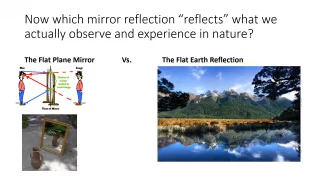 Now which mirror reflection “reflects” what we
actually observe and experience in nature?
The Flat Plane Mirror Vs. The Flat Earth Reflection